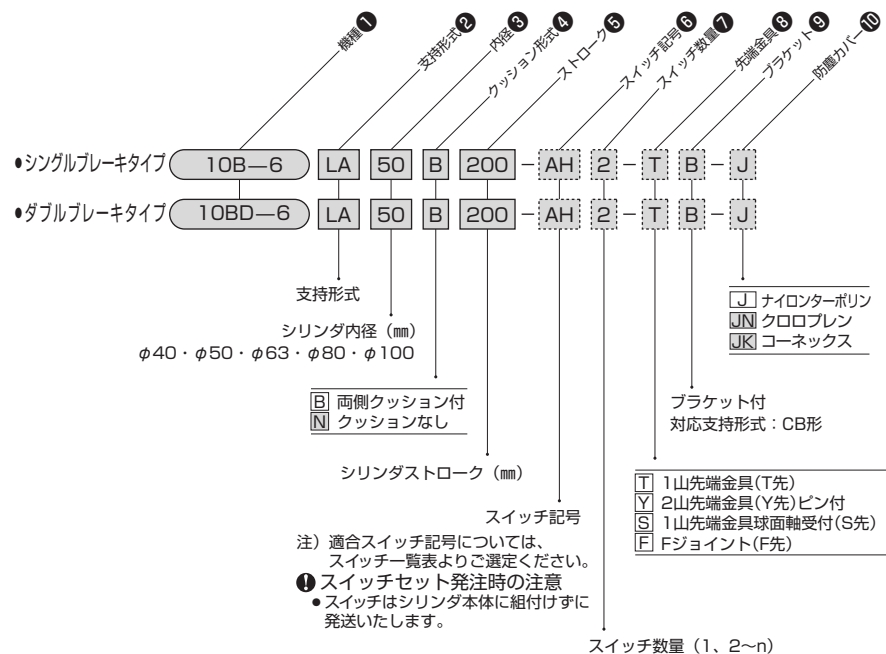 機種❶
支持形式❷
内径❸
クッション形式❹
ストローク❺
スイッチ記号❻
スイッチ数量❼
先端金具❽
ブラケット❾
防塵カバー❿
●シングルブレーキタイプ 10B—6 LA 50 B 200 − AH 2 − T B − J
●ダブルブレーキタイプ 10BD—6 LA 50 B 200 − AH 2 − T B − J
支持形式
シリンダ内径（㎜）
φ40・φ50・φ63・φ80・φ100
B 両側クッション付
N クッションなし
シリンダストローク（㎜）
スイッチ記号
注）適合スイッチ記号については、
スイッチ一覧表よりご選定ください。
! スイッチセット発注時の注意
●スイッチはシリンダ本体に組付けずに
発送いたします。
スイッチ数量（1、2〜n）
J ナイロンターポリン
JN クロロプレン
JK コーネックス
ブラケット付
対応支持形式：CB形
T 1山先端金具(T先)
Y 2山先端金具(Y先)ピン付
S 1山先端金具球面軸受付(S先)
F Fジョイント(F先)